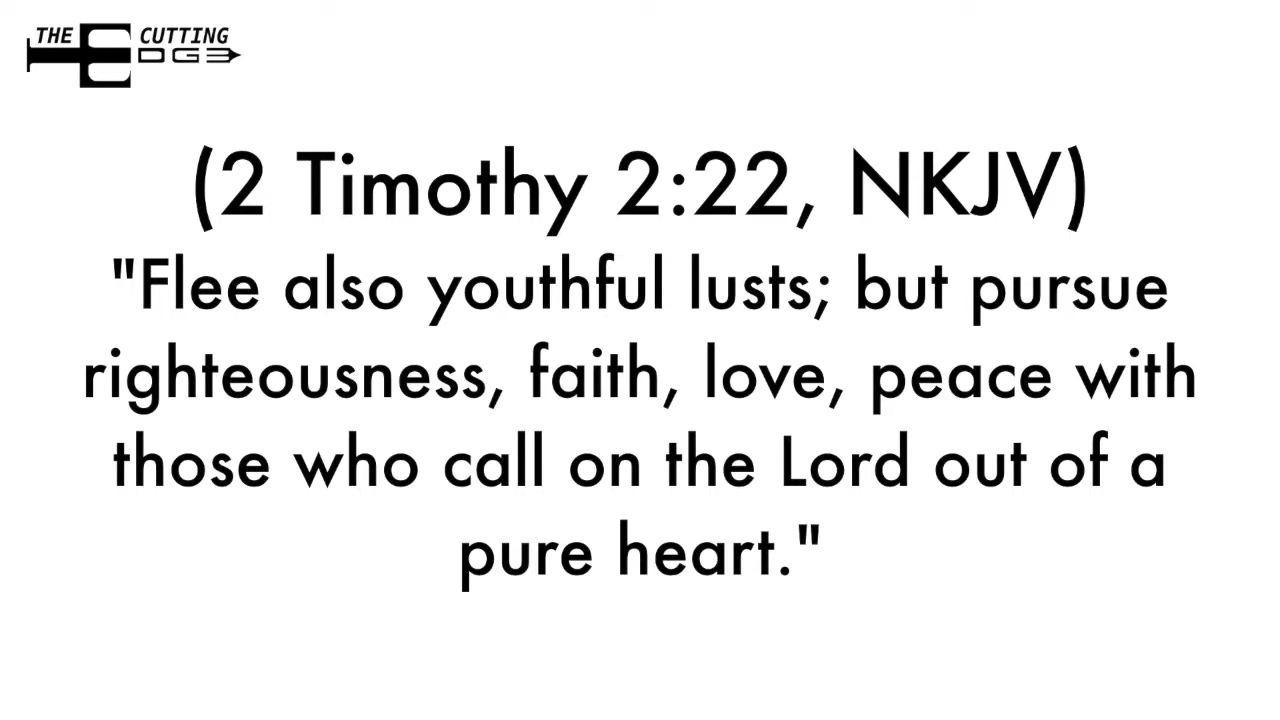 THE CUTTING
EDGE
(2 Timothy 2:22, NKJV)
"Flee also youthful lusts; but pursue
righteousness, faith, love, peace with
those who call on the Lord out of a
pure heart."